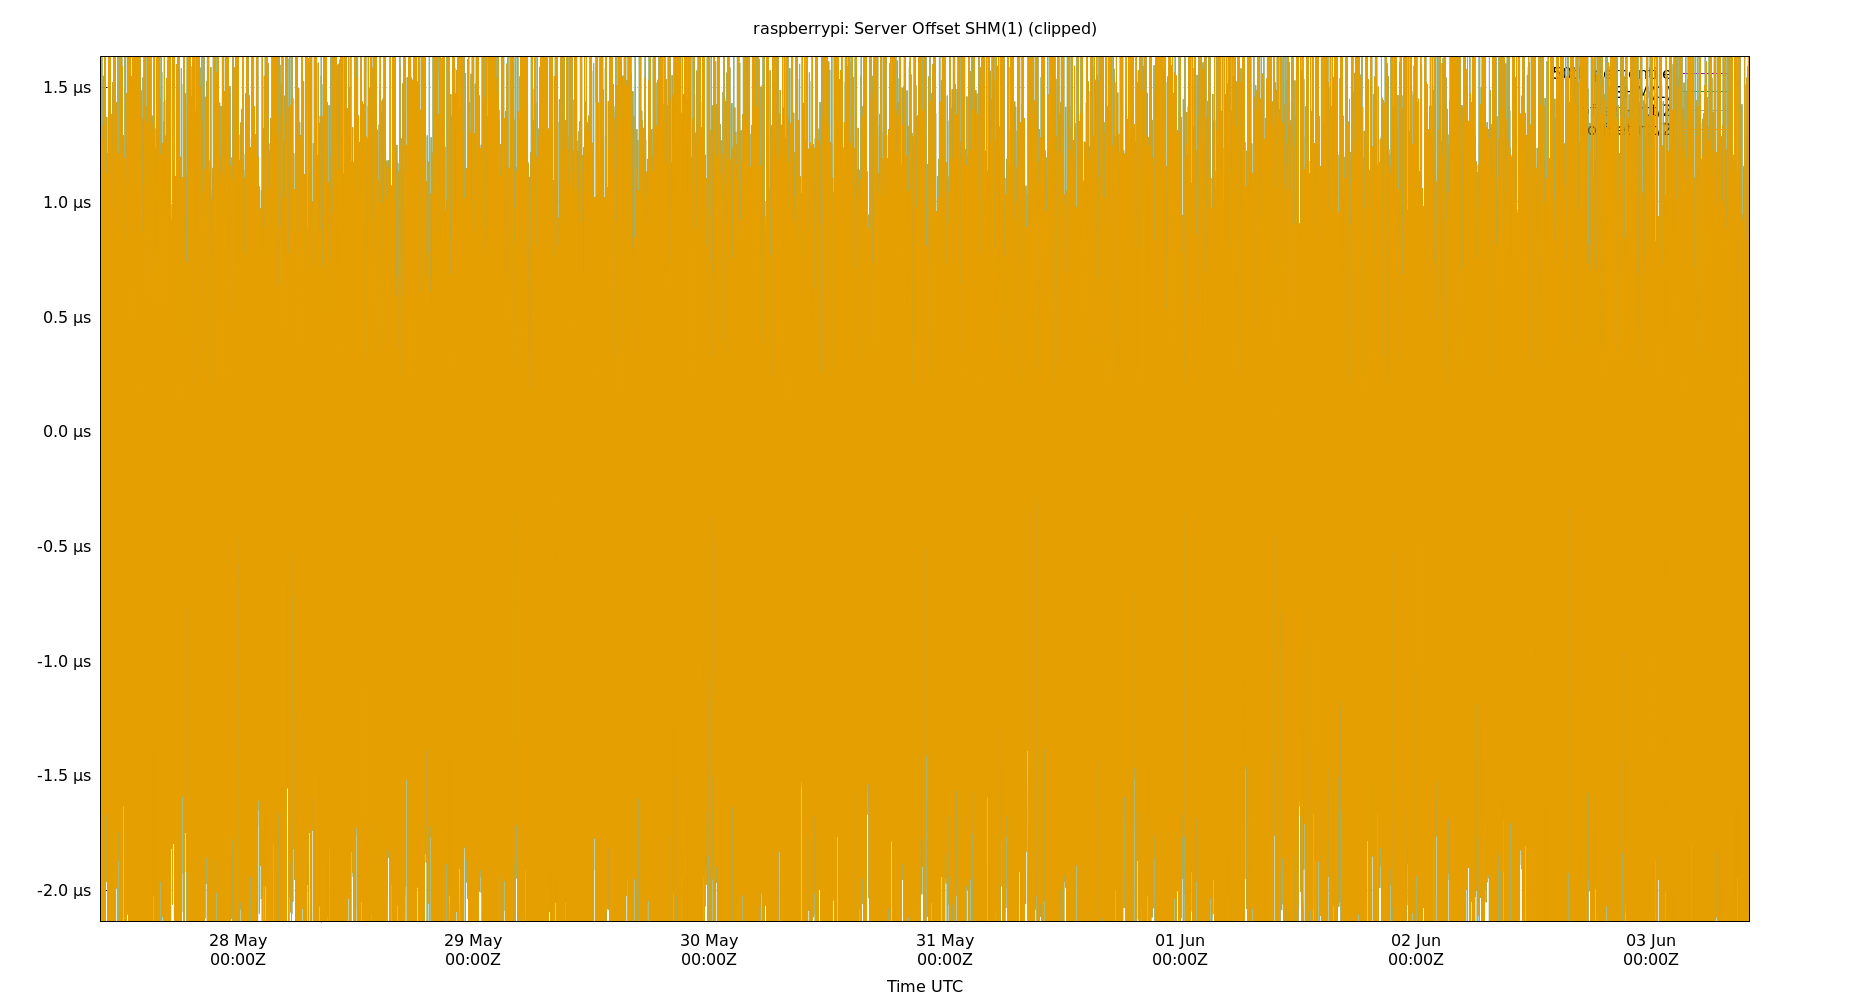 raspberrypi: Server Offset SHM(1) (clipped)
1.5 µs
1.0 µs
0.5 µs
0.0 µs
-0.5 µs
-1.0 µs
-1.5 µs
-2.0 µs
28 May 29 May 30 May 31 May 01 Jun 02 Jun 03 Jun
00:00Z 00:00Z 00:00Z 00:00Z 00:00Z 00:00Z 00:00Z
Time UTC